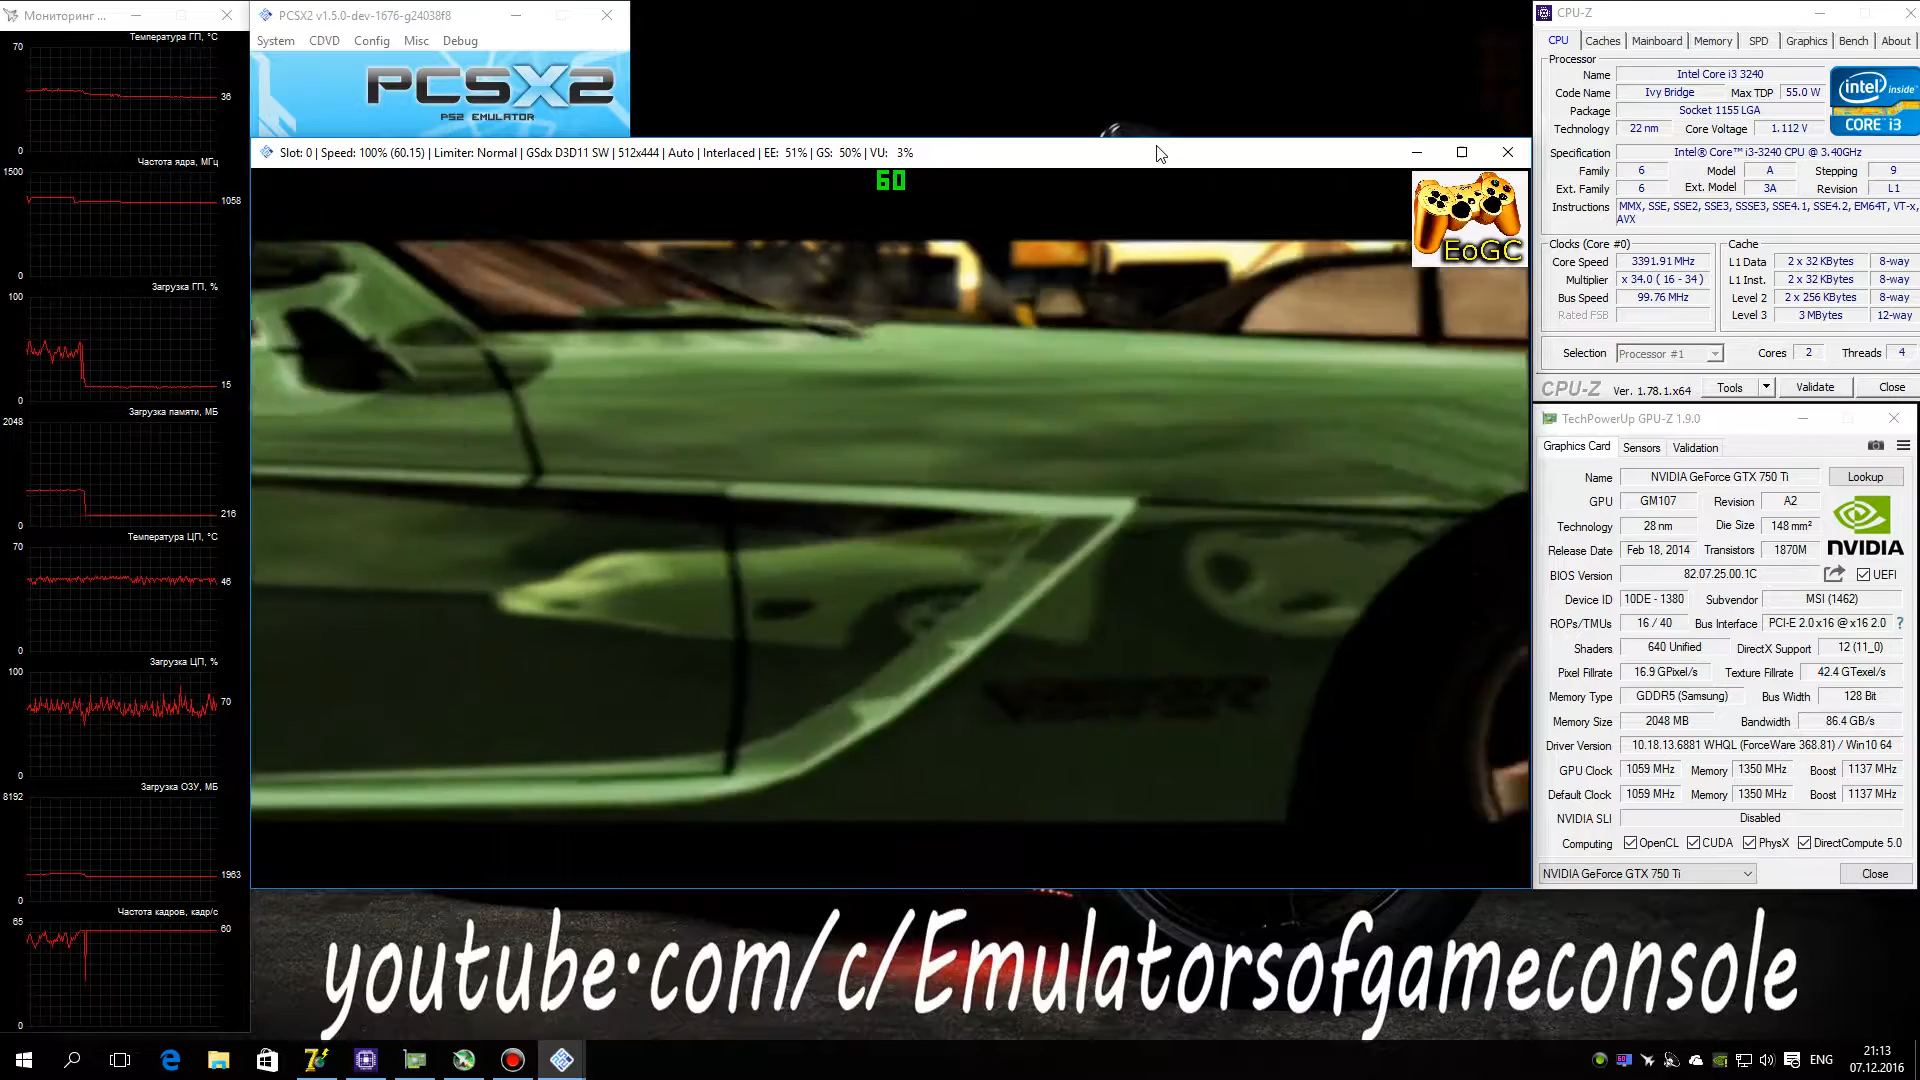 Мониторинг ...
Температура ГП, °C
70
36
0
Частота ядра, МГц
1500
1058
0
Загрузка ГП, %
100
15
0
Загрузка памяти, МБ
2048
216
0
Температура ЦП, °C
70
46
0
Загрузка ЦП, %
100
70
0
Загрузка ОЗУ, МБ
8192
1963
0
Частота кадров, кадр/с
65
60
0
PCSX2 v1.5.0-dev-1676-g24038f8
System CDVD Config Misc Debug
PCSX2
PS2 EMULATOR
Slot: 0 | Speed: 100% (60.15) | Limiter: Normal | GSdx D3D11 SW | 512x444 | Auto | Interlaced | EE: 51% | GS: 50% | VU: 3%
60
EoGC
CPU-Z
CPU Caches Mainboard Memory SPD Graphics Bench About
Processor
Name Intel Core i3 3240
Code Name Ivy Bridge Max TDP 55.0 W
Package Socket 1155 LGA
Technology 22 nm Core Voltage 1.112 V
intel inside
CORE i3
Specification Intel® Core™ i3-3240 CPU @ 3.40GHz
Family 6 Model A Stepping 9
Ext. Family 6 Ext. Model 3A Revision L1
Instructions MMX, SSE, SSE2, SSE3, SSSE3, SSE4.1, SSE4.2, EM64T, VT-x,
AVX
Clocks (Core #0) Cache
Core Speed 3391.91 MHz L1 Data 2 x 32 KBytes 8-way
Multiplier x 34.0 ( 16 - 34 ) L1 Inst. 2 x 32 KBytes 8-way
Bus Speed 99.76 MHz Level 2 2 x 256 KBytes 8-way
Rated FSB Level 3 3 MBytes 12-way
Selection Processor #1 Cores 2 Threads 4
CPU-Z Ver. 1.78.1.x64 Tools Validate Close
TechPowerUp GPU-Z 1.9.0
Graphics Card Sensors Validation
Name NVIDIA GeForce GTX 750 Ti Lookup
GPU GM107 Revision A2
Technology 28 nm Die Size 148 mm²
Release Date Feb 18, 2014 Transistors 1870M
NVIDIA
BIOS Version 82.07.25.00.1C UEFI
Device ID 10DE - 1380 Subvendor MSI (1462)
ROPs/TMUs 16 / 40 Bus Interface PCI-E 2.0 x16 @ x16 2.0 ?
Shaders 640 Unified DirectX Support 12 (11_0)
Pixel Fillrate 16.9 GPixel/s Texture Fillrate 42.4 GTexel/s
Memory Type GDDR5 (Samsung) Bus Width 128 Bit
Memory Size 2048 MB Bandwidth 86.4 GB/s
Driver Version 10.18.13.6881 WHQL (ForceWare 368.81) / Win10 64
GPU Clock 1059 MHz Memory 1350 MHz Boost 1137 MHz
Default Clock 1059 MHz Memory 1350 MHz Boost 1137 MHz
NVIDIA SLI Disabled
Computing OpenCL CUDA PhysX DirectCompute 5.0
NVIDIA GeForce GTX 750 Ti Close
youtube.com/c/Emulatorsofgameconsole
ENG
21:13
07.12.2016